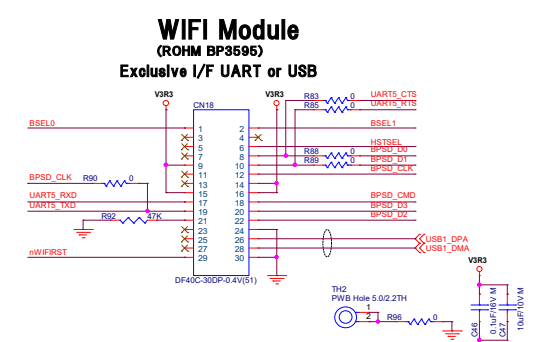 WIFI Module
(ROHM BP3595)
Exclusive I/F UART or USB
V3R3
V3R3
CN18
R83 0 UART5_CTS
R85 0 UART5_RTS
BSEL0 1 2 BSEL1
3 4
5 6 HSTSEL
7 8 R88 0 BPSD_D0
9 10 R89 0 BPSD_D1
11 12 BPSD_CLK
BPSD_CLK R90 0 13 14
15 16
UART5_RXD 17 18 BPSD_CMD
UART5_TXD 19 20 BPSD_D3
R92 47K 21 22 BPSD_D2
23 24
25 26 USB1_DPA
27 28 USB1_DMA
nWIFIRST 29 30
DF40C-30DP-0.4V(51)
V3R3
TH2
PWB Hole 5.0/2.2TH
1
2
R96 0
C46 0.1uF/16V M
C47 10uF/10V M